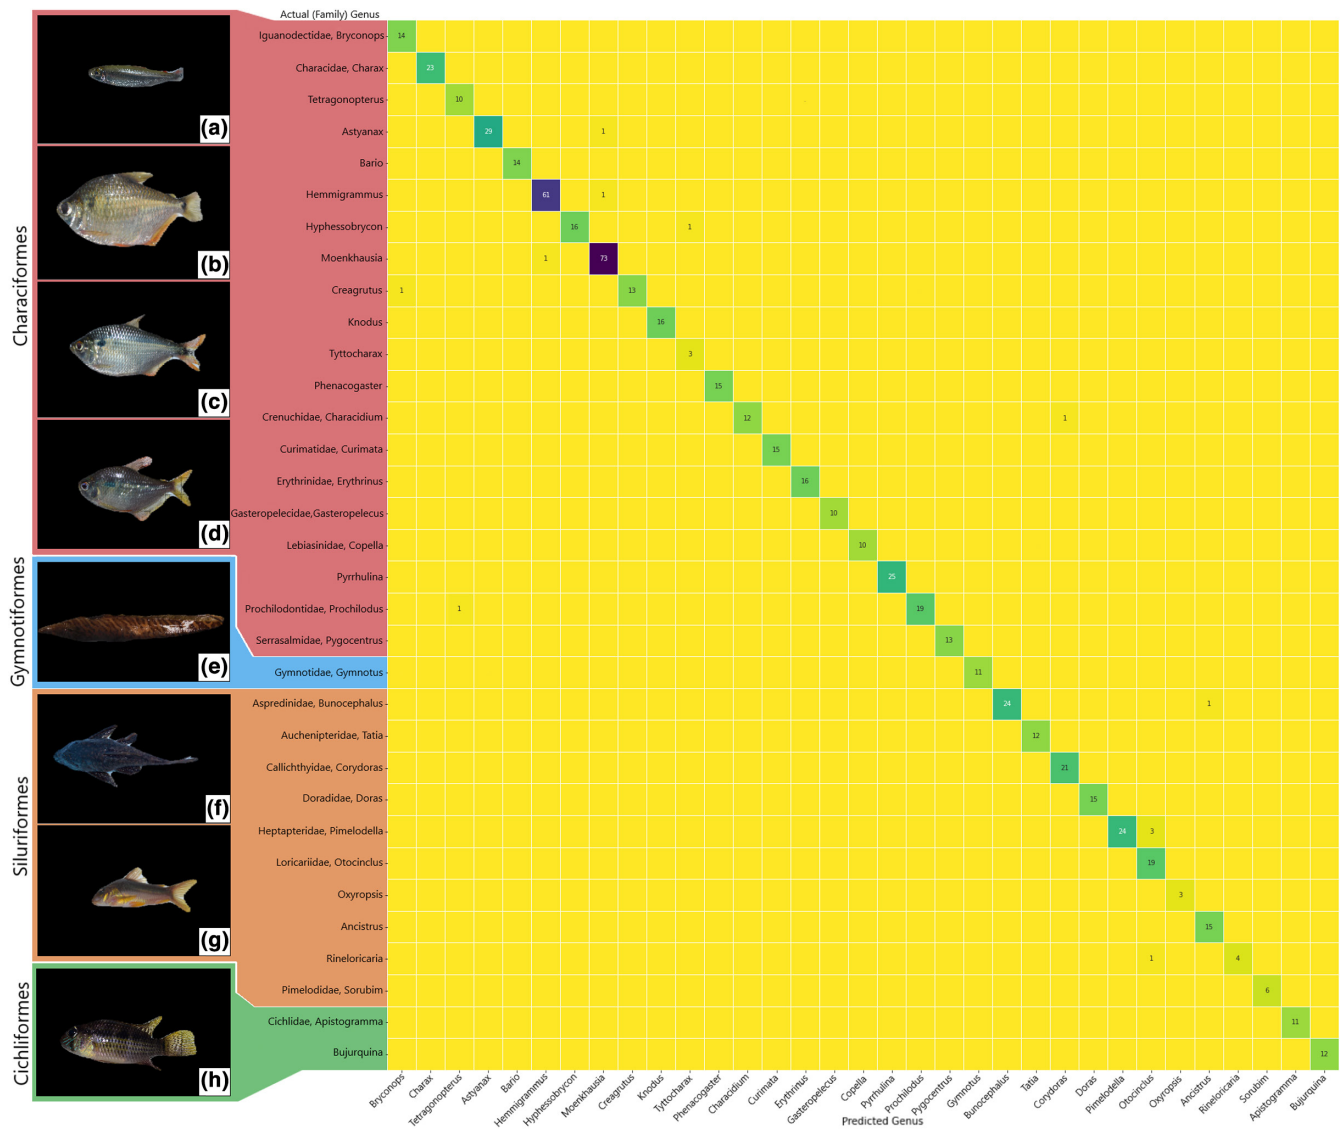 Actual (Family) Genus
Iguanodectidae, Bryconops 14
Characidae, Charax 23
Tetragonopterus 10
Astyanax 29 1
Bario 14
Hemmigrammus 61 1
Hyphessobrycon 16 1
Moenkhausia 1 73
Creagrutus 1 13
Knodus 16
Tyttocharax 3
Phenacogaster 15
Crenuchidae, Characidium 12 1
Curimatidae, Curimata 15
Erythrinidae, Erythrinus 16
Gasteropelecidae,Gasteropelecus 10
Lebiasinidae, Copella 10
Pyrrhulina 25
Prochilodontidae, Prochilodus 1 19
Serrasalmidae, Pygocentrus 13
Gymnotidae, Gymnotus 11
Aspredinidae, Bunocephalus 24 1
Auchenipteridae, Tatia 12
Callichthyidae, Corydoras 21
Doradidae, Doras 15
Heptapteridae, Pimelodella 24 3
Loricariidae, Otocinclus 19
Oxyropsis 3
Ancistrus 15
Rineloricaria 1 4
Pimelodidae, Sorubim 6
Cichlidae, Apistogramma 11
Bujurquina 12
Characiformes
Gymnotiformes
Siluriformes
Cichliformes
(a)
(b)
(c)
(d)
(e)
(f)
(g)
(h)
Bryconops
Charax
Tetragonopterus
Astyanax
Bario
Hemmigrammus
Hyphessobrycon
Moenkhausia
Creagrutus
Knodus
Tyttocharax
Phenacogaster
Characidium
Curimata
Erythrinus
Gasteropelecus
Copella
Pyrrhulina
Prochilodus
Pygocentrus
Gymnotus
Bunocephalus
Tatia
Corydoras
Doras
Pimelodella
Otocinclus
Oxyropsis
Ancistrus
Rineloricaria
Sorubim
Apistogramma
Bujurquina
Predicted Genus